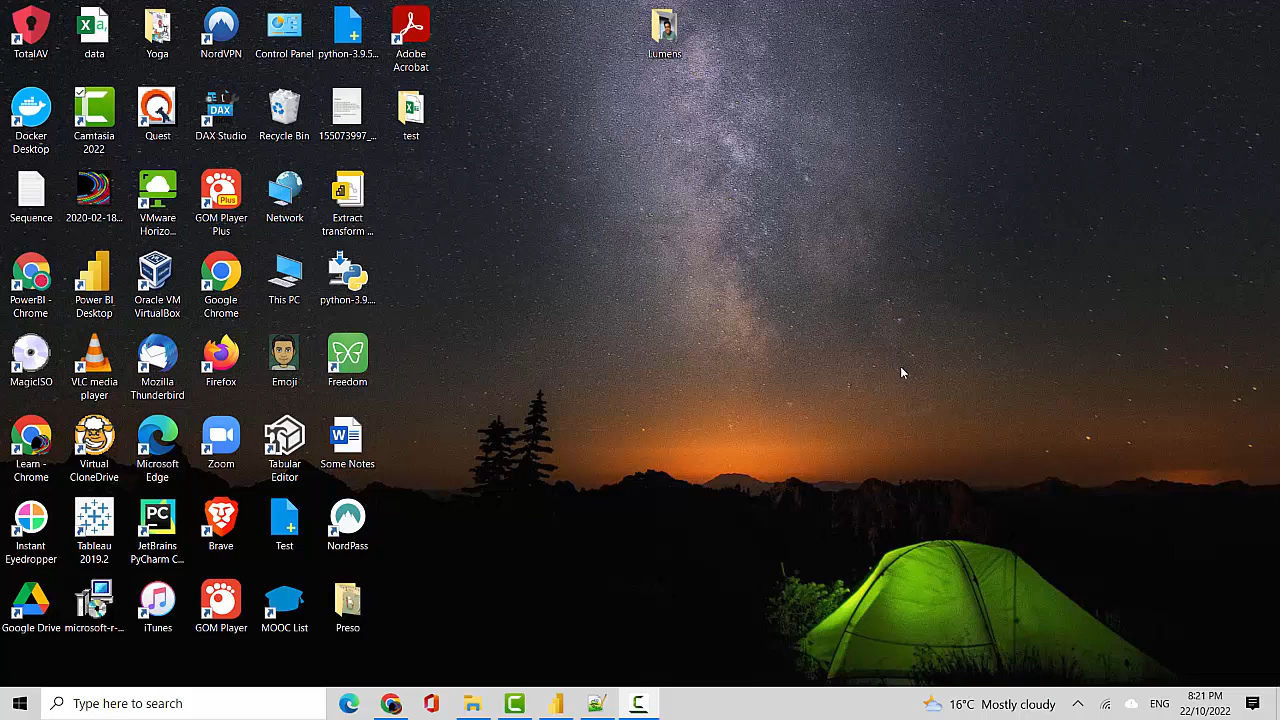 TotalAV
data
Yoga
NordVPN
Control Panel
python-3.9.5...
Adobe
Acrobat
Lumens
Docker
Desktop
Camtasia
2022
Quest
DAX
DAX Studio
Recycle Bin
155073997_...
test
Sequence
2020-02-18...
VMware
Horizo...
Plus
GOM Player
Plus
Network
Extract
transform ...
PowerBI -
Chrome
Power BI
Desktop
Oracle VM
VirtualBox
Google
Chrome
This PC
python-3.9....
MagicISO
VLC media
player
Mozilla
Thunderbird
Firefox
Emoji
Freedom
Learn -
Chrome
Virtual
CloneDrive
Microsoft
Edge
Zoom
Tabular
Editor
Some Notes
Instant
Eyedropper
Tableau
2019.2
PC
JetBrains
PyCharm C...
Brave
Test
NordPass
Google Drive
microsoft-r-...
iTunes
GOM Player
MOOC List
Preso
Type here to search
16°C Mostly cloudy
ENG
8:21